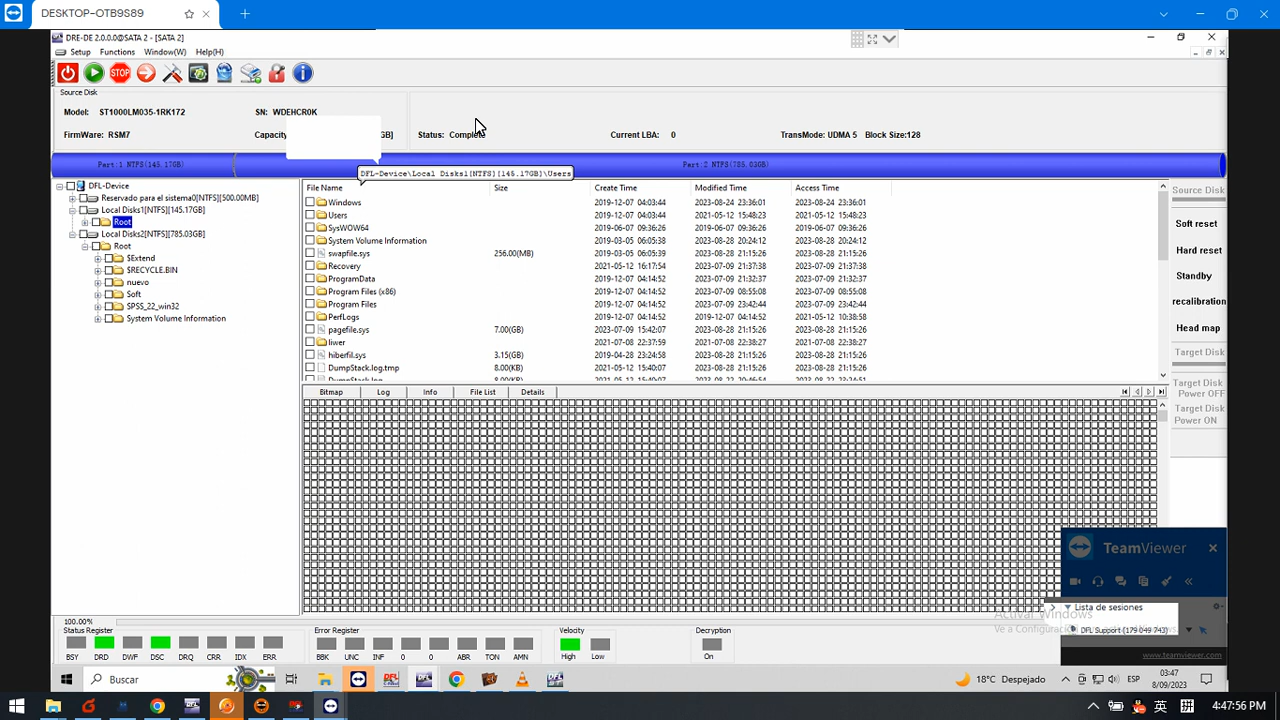 DESKTOP-OTB9S89
DRE-DE 2.0.0.0@SATA 2 - [SATA 2]
Setup Functions Window(W) Help(H)
STOP
Source Disk
Model: ST1000LM035-1RK172 SN: WDEHCR0K
FirmWare: RSM7 Capacity GB] Status: Complete Current LBA: 0 TransMode: UDMA 5 Block Size:128
Part:1 NTFS(145.17GB) Part:2 NTFS(785.03GB)
DFL-Device\Local Disks1[NTFS][145.17GB]\Users
DFL-Device
Reservado para el sistema0[NTFS][500.00MB]
Local Disks1[NTFS][145.17GB]
Root
Local Disks2[NTFS][785.03GB]
Root
$Extend
$RECYCLE.BIN
nuevo
Soft
SPSS_22_win32
System Volume Information
File Name Size Create Time Modified Time Access Time
Windows 2019-12-07 04:03:44 2023-08-24 23:36:01 2023-08-24 23:36:01
Users 2019-12-07 04:03:44 2021-05-12 15:48:23 2021-05-12 15:48:23
SysWOW64 2019-06-07 09:36:26 2019-06-07 09:36:26 2019-06-07 09:36:26
System Volume Information 2019-03-05 06:05:38 2023-08-24 20:24:12 2023-08-24 20:24:12
swapfile.sys 256.00(MB) 2019-03-05 06:05:39 2023-08-28 21:15:26 2023-08-28 21:15:26
Recovery 2021-05-12 16:17:54 2023-07-09 21:37:38 2023-07-09 21:37:38
ProgramData 2019-12-07 04:14:52 2023-07-09 21:32:37 2023-07-09 21:32:37
Program Files (x86) 2019-12-07 04:14:52 2023-07-09 08:55:08 2023-07-09 08:55:08
Program Files 2019-12-07 04:14:52 2023-07-09 23:42:44 2023-07-09 23:42:44
PerfLogs 2019-12-07 04:14:52 2019-12-07 04:14:52 2021-05-12 10:38:58
pagefile.sys 7.00(GB) 2023-07-09 15:42:07 2023-08-28 21:15:26 2023-08-28 21:15:26
liwer 2021-07-08 22:37:59 2021-07-08 22:38:27 2021-07-08 22:38:27
hiberfil.sys 3.15(GB) 2019-04-28 23:24:58 2023-08-28 21:15:26 2023-08-28 21:15:26
DumpStack.log.tmp 8.00(KB) 2021-05-12 15:40:07 2023-08-28 21:15:26 2023-08-28 21:15:26
Source Disk
Soft reset
Hard reset
Standby
recalibration
Head map
Target Disk
Target Disk
Power OFF
Target Disk
Power ON
Bitmap Log Info File List Details
TeamViewer
Lista de sesiones
DFL Support (179 049 743)
www.teamviewer.com
Activar Windows
100.00%
Status Register Error Register Velocity Decryption
BSY DRD DWF DSC DRQ CRR IDX ERR BBK UNC INF 0 0 ABR TON AMN High Low On
Buscar DFL 18°C Despejado ESP 03:47
8/09/2023
英 拼 4:47:56 PM